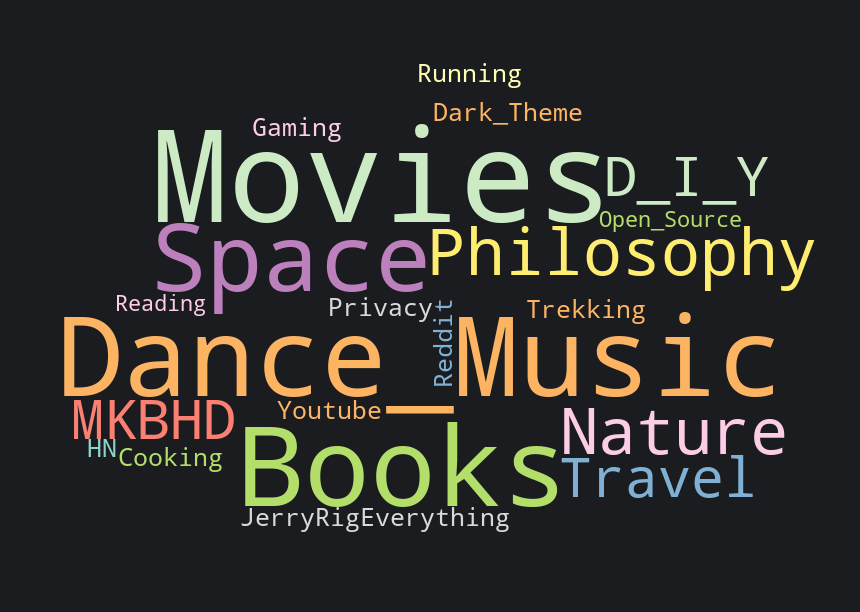 Running
Dark_Theme
Gaming
Movies
D_I_Y
Open_Source
Space
Philosophy
Reading
Privacy
Reddit
Trekking
Dance_Music
MKBHD
Youtube
Nature
HN
Cooking
Books
Travel
JerryRigEverything